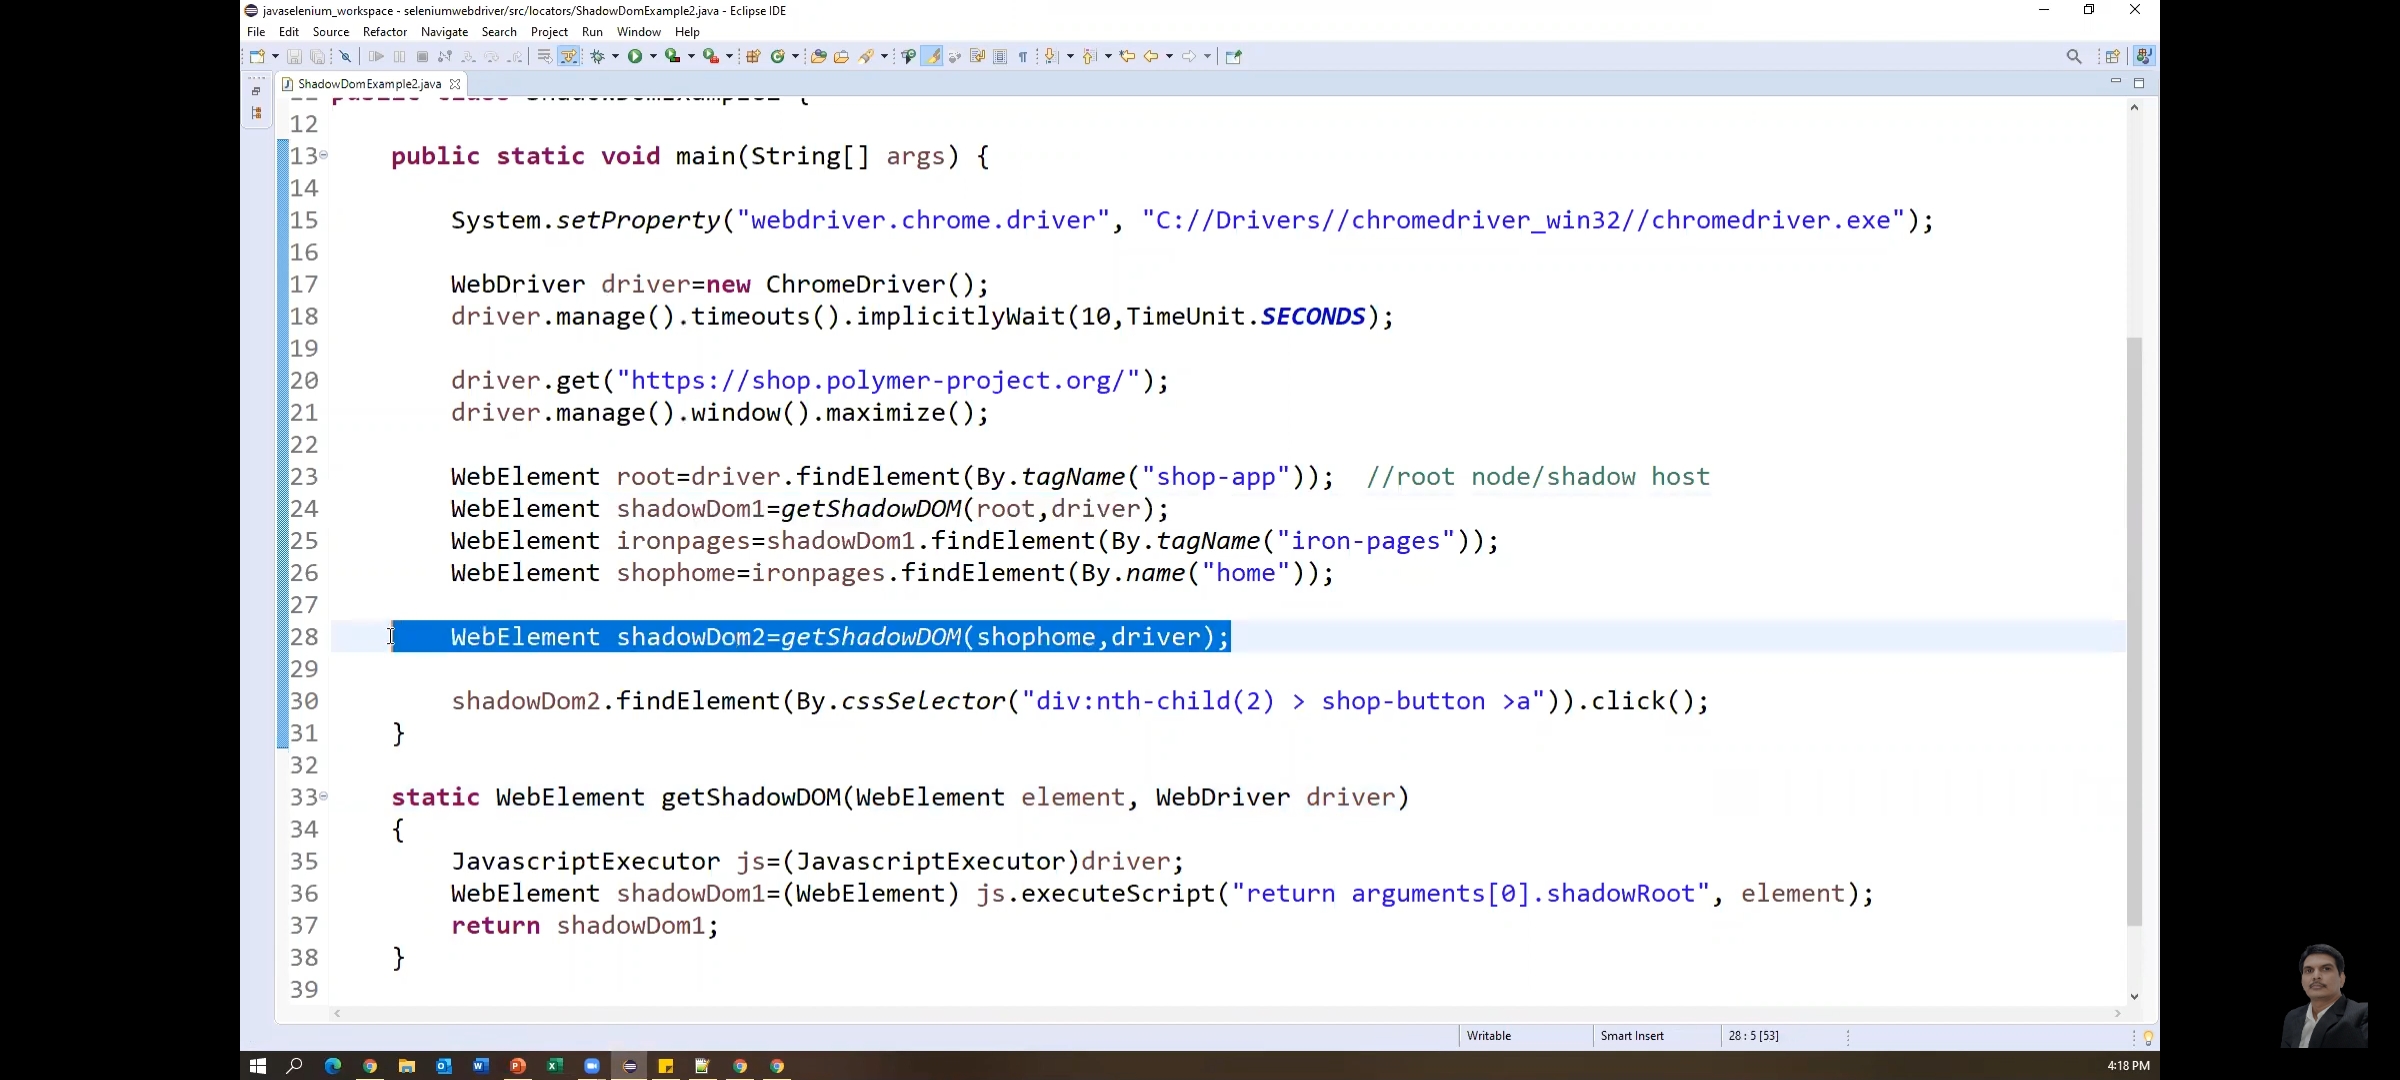 javaselenium_workspace - seleniumwebdriver/src/locators/ShadowDomExample2.java - Eclipse IDE
File Edit Source Refactor Navigate Search Project Run Window Help
ShadowDomExample2.java
public class ShadowDomExample2 {
12
13 public static void main(String[] args) {
14
15 System.setProperty("webdriver.chrome.driver", "C://Drivers//chromedriver_win32//chromedriver.exe");
16
17 WebDriver driver=new ChromeDriver();
18 driver.manage().timeouts().implicitlyWait(10,TimeUnit.SECONDS);
19
20 driver.get("https://shop.polymer-project.org/");
21 driver.manage().window().maximize();
22
23 WebElement root=driver.findElement(By.tagName("shop-app")); //root node/shadow host
24 WebElement shadowDom1=getShadowDOM(root,driver);
25 WebElement ironpages=shadowDom1.findElement(By.tagName("iron-pages"));
26 WebElement shophome=ironpages.findElement(By.name("home"));
27
28 WebElement shadowDom2=getShadowDOM(shophome,driver);
29
30 shadowDom2.findElement(By.cssSelector("div:nth-child(2) > shop-button >a")).click();
31 }
32
33 static WebElement getShadowDOM(WebElement element, WebDriver driver)
34 {
35 JavascriptExecutor js=(JavascriptExecutor)driver;
36 WebElement shadowDom1=(WebElement) js.executeScript("return arguments[0].shadowRoot", element);
37 return shadowDom1;
38 }
39
Writable Smart Insert 28 : 5 [53]
4:18 PM